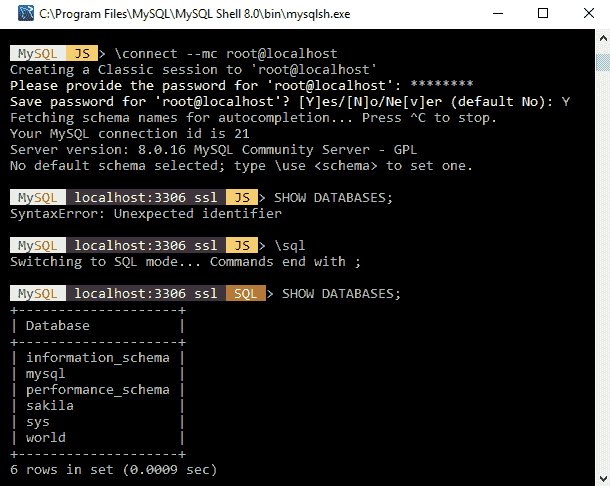 C:\Program Files\MySQL\MySQL Shell 8.0\bin\mysqlsh.exe
MySQL JS > \connect --mc root@localhost
Creating a Classic session to 'root@localhost'
Please provide the password for 'root@localhost': ********
Save password for 'root@localhost'? [Y]es/[N]o/Ne[v]er (default No): Y
Fetching schema names for autocompletion... Press ^C to stop.
Your MySQL connection id is 21
Server version: 8.0.16 MySQL Community Server - GPL
No default schema selected; type \use <schema> to set one.
MySQL localhost:3306 ssl JS > SHOW DATABASES;
SyntaxError: Unexpected identifier
MySQL localhost:3306 ssl JS > \sql
Switching to SQL mode... Commands end with ;
MySQL localhost:3306 ssl SQL > SHOW DATABASES;
+--------------------+
| Database           |
+--------------------+
| information_schema |
| mysql              |
| performance_schema |
| sakila             |
| sys                |
| world              |
+--------------------+
6 rows in set (0.0009 sec)